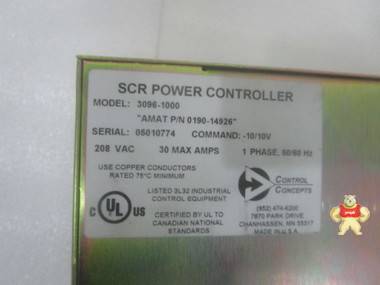 SCR POWER CONTROLLER
MODEL: 3096-1000
"AMAT P/N 0190-14926"
SERIAL: 05010774 COMMAND: -10/10V
208 VAC 30 MAX AMPS 1 PHASE, 50/60 Hz
USE COPPER CONDUCTORS
RATED 75°C MINIMUM
LISTED 3L32 INDUSTRIAL
CONTROL EQUIPMENT
C UL US
CERTIFIED BY UL TO
CANADIAN NATIONAL
STANDARDS
CONTROL
CONCEPTS
(952) 474-6200
7870 PARK DRIVE
CHANHASSEN, MN 55317
MADE IN U.S.A.